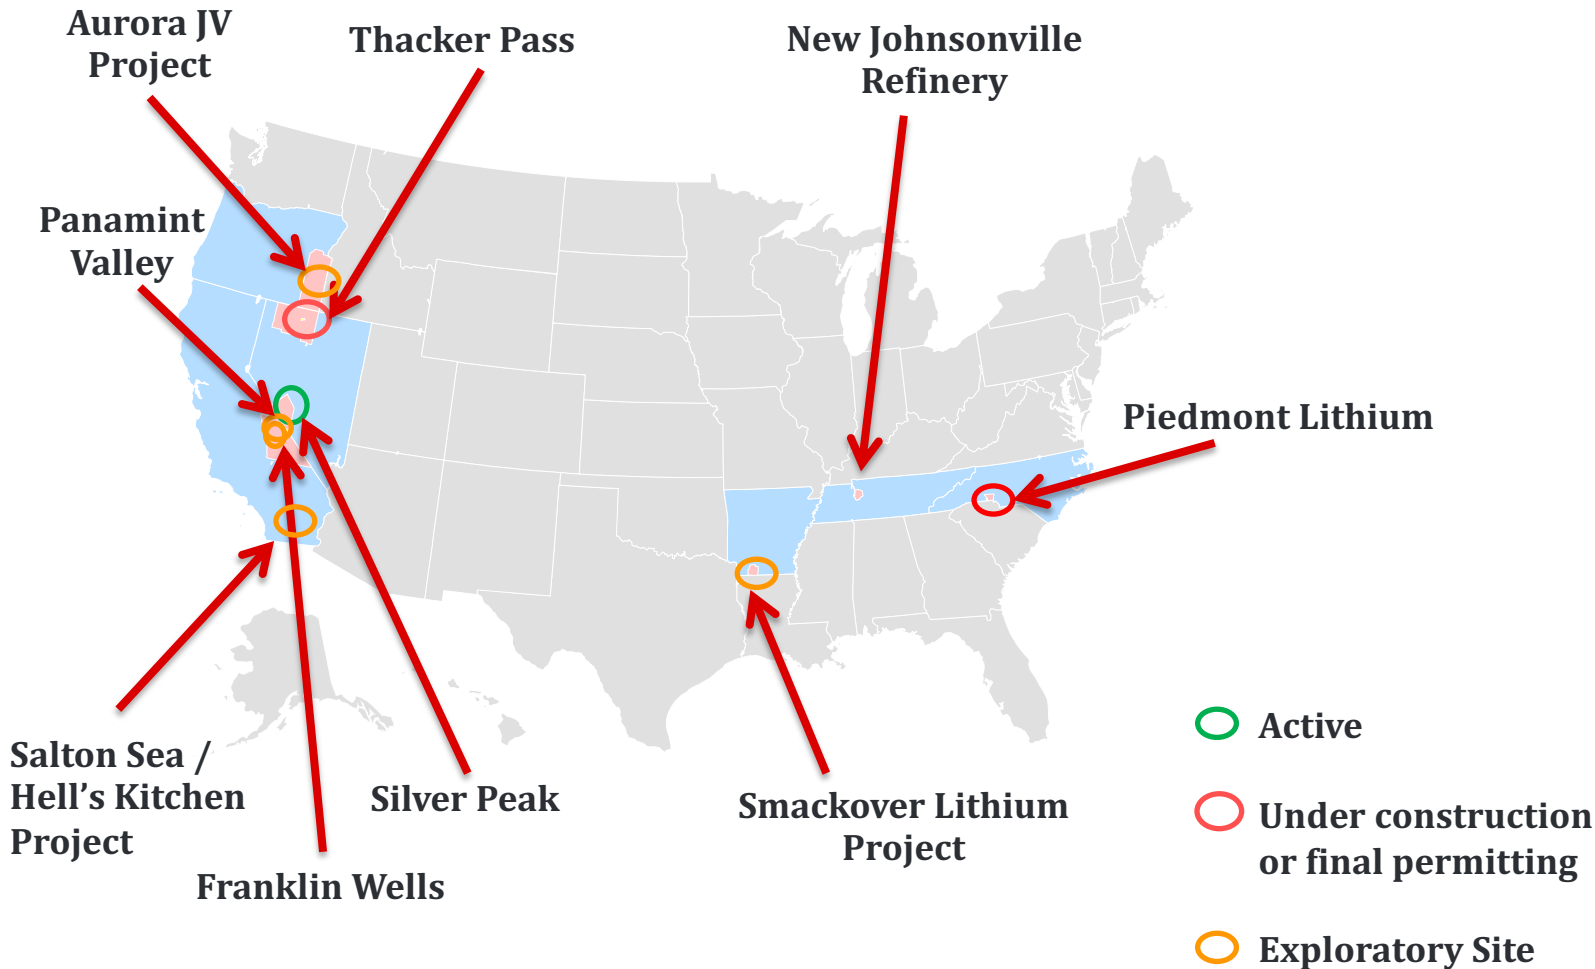 Aurora JV
Project
Thacker Pass
New Johnsonville
Refinery
Panamint
Valley
Piedmont Lithium
Salton Sea /
Hell’s Kitchen
Project
Silver Peak
Franklin Wells
Smackover Lithium
Project
Active
Under construction
or final permitting
Exploratory Site